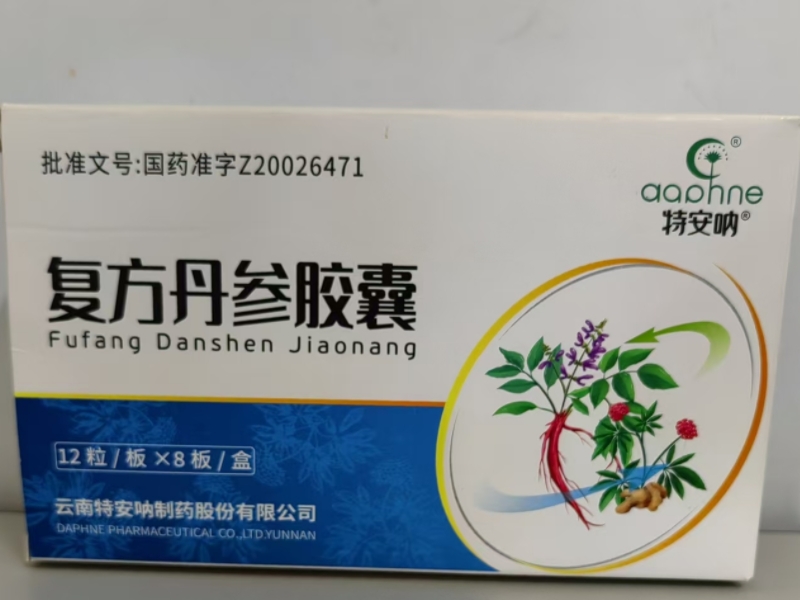 批准文号:国药准字Z20026471
aaphne®
特安呐®
复方丹参胶囊
Fufang Danshen Jiaonang
12粒/板×8板/盒
云南特安呐制药股份有限公司
DAPHNE PHARMACEUTICAL CO.,LTD.YUNNAN